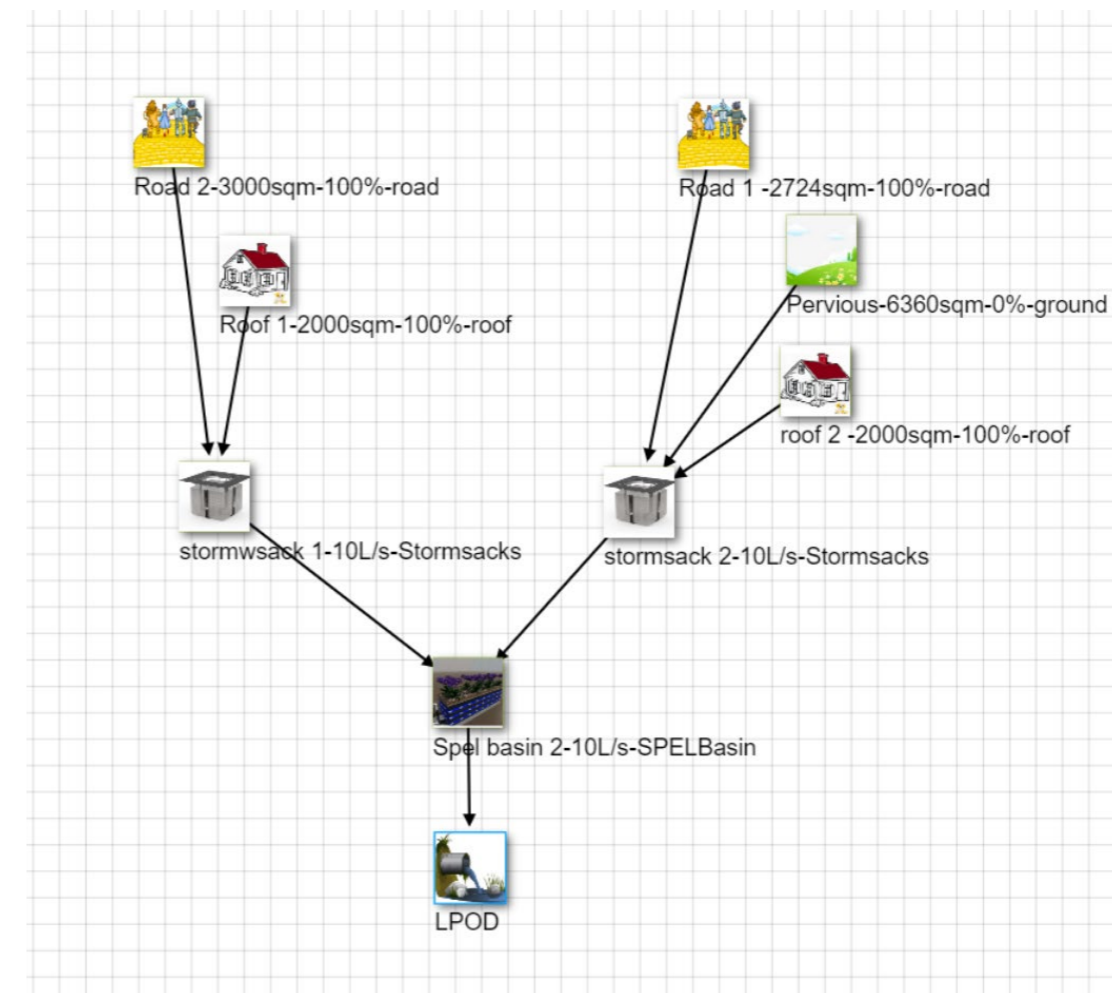 Road 2-3000sqm-100%-road
Road 1 -2724sqm-100%-road
Pervious-6360sqm-0%-ground
Roof 1-2000sqm-100%-roof
roof 2 -2000sqm-100%-roof
stormwsack 1-10L/s-Stormsacks
stormsack 2-10L/s-Stormsacks
Spel basin 2-10L/s-SPELBasin
LPOD